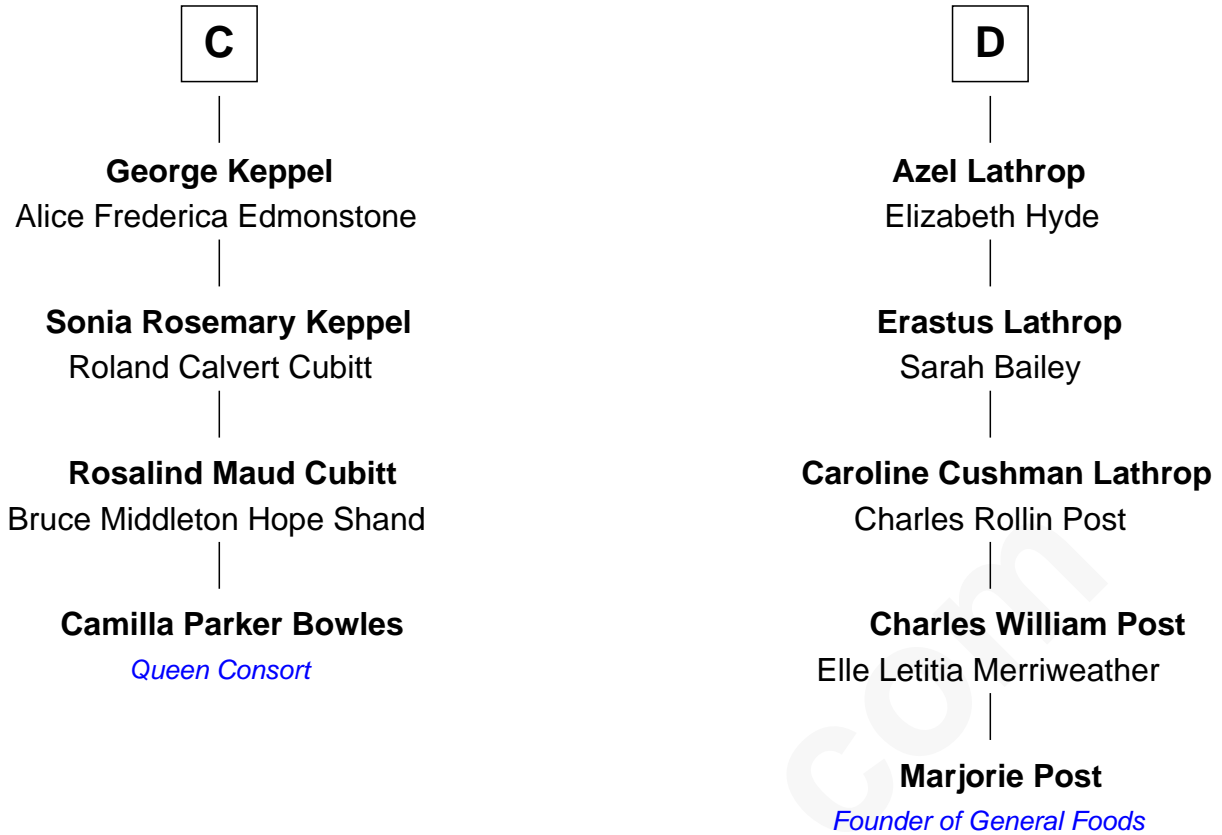 C
George Keppel
Alice Frederica Edmonstone
Sonia Rosemary Keppel
Roland Calvert Cubitt
Rosalind Maud Cubitt
Bruce Middleton Hope Shand
Camilla Parker Bowles
Queen Consort
D
Azel Lathrop
Elizabeth Hyde
Erastus Lathrop
Sarah Bailey
Caroline Cushman Lathrop
Charles Rollin Post
Charles William Post
Elle Letitia Merriweather
Marjorie Post
Founder of General Foods
com